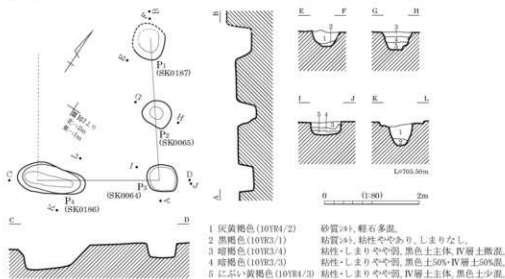 B
F
A
E
P1
(SK0187)
G
P2
(SK0065)
H
I
J
L
K
C
P4
(SK0186)
(SK0064)
P3
D
A
B
A
E F G H
2
1
3
I J K L
1
L=705.50m
0 (1:80) 2m
C D
1 灰黄褐色(10YR4/2) 砂質シルト, 軽石多混。
2 黒褐色(10YR3/1) 粘質シルト, 粘性ややあり, しまりなし。
3 暗褐色(10YR3/4) 粘性・しまりやや弱, 黒色土主体, Ⅳ層土微混。
4 暗褐色(10YR3/3) 粘性・しまりやや弱, 黒色土50%・Ⅳ層土50%混。
5 にぶい黄褐色(10YR4/3) 粘性・しまりやや弱, Ⅳ層土主体, 黒色土少混。